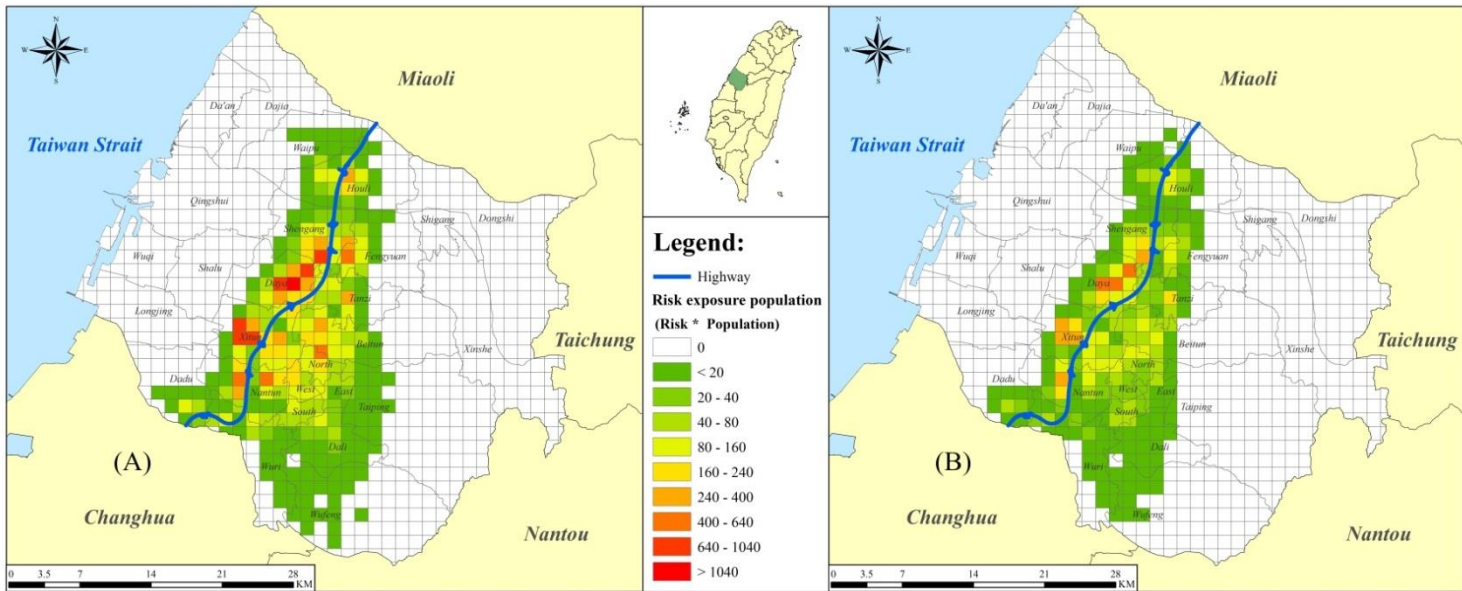 N
W
E
S
Miaoli
Da'an
Dajia
Taiwan Strait
Waipu
Houli
Qingshui
Shigang
Dongshi
Shengang
Wuqi
Shalu
Fengyuan
Daya
Tanzi
Longjing
Taichung
Xitun
Beitun
Xinshe
North
Dadu
Nantun
West
East
South
Taiping
(A)
Dali
Wuri
Changhua
Wufeng
Nantou
0 3.5 7 14 21 28
KM
Legend:
Highway
Risk exposure population
(Risk * Population)
0
< 20
20 - 40
40 - 80
80 - 160
160 - 240
240 - 400
400 - 640
640 - 1040
> 1040
N
W
E
S
Miaoli
Da'an
Dajia
Taiwan Strait
Waipu
Houli
Qingshui
Shigang
Dongshi
Shengang
Wuqi
Shalu
Fengyuan
Daya
Tanzi
Longjing
Taichung
Xitun
Beitun
Xinshe
North
Dadu
Nantun
West
East
South
Taiping
(B)
Dali
Wuri
Changhua
Wufeng
Nantou
0 3.5 7 14 21 28
KM